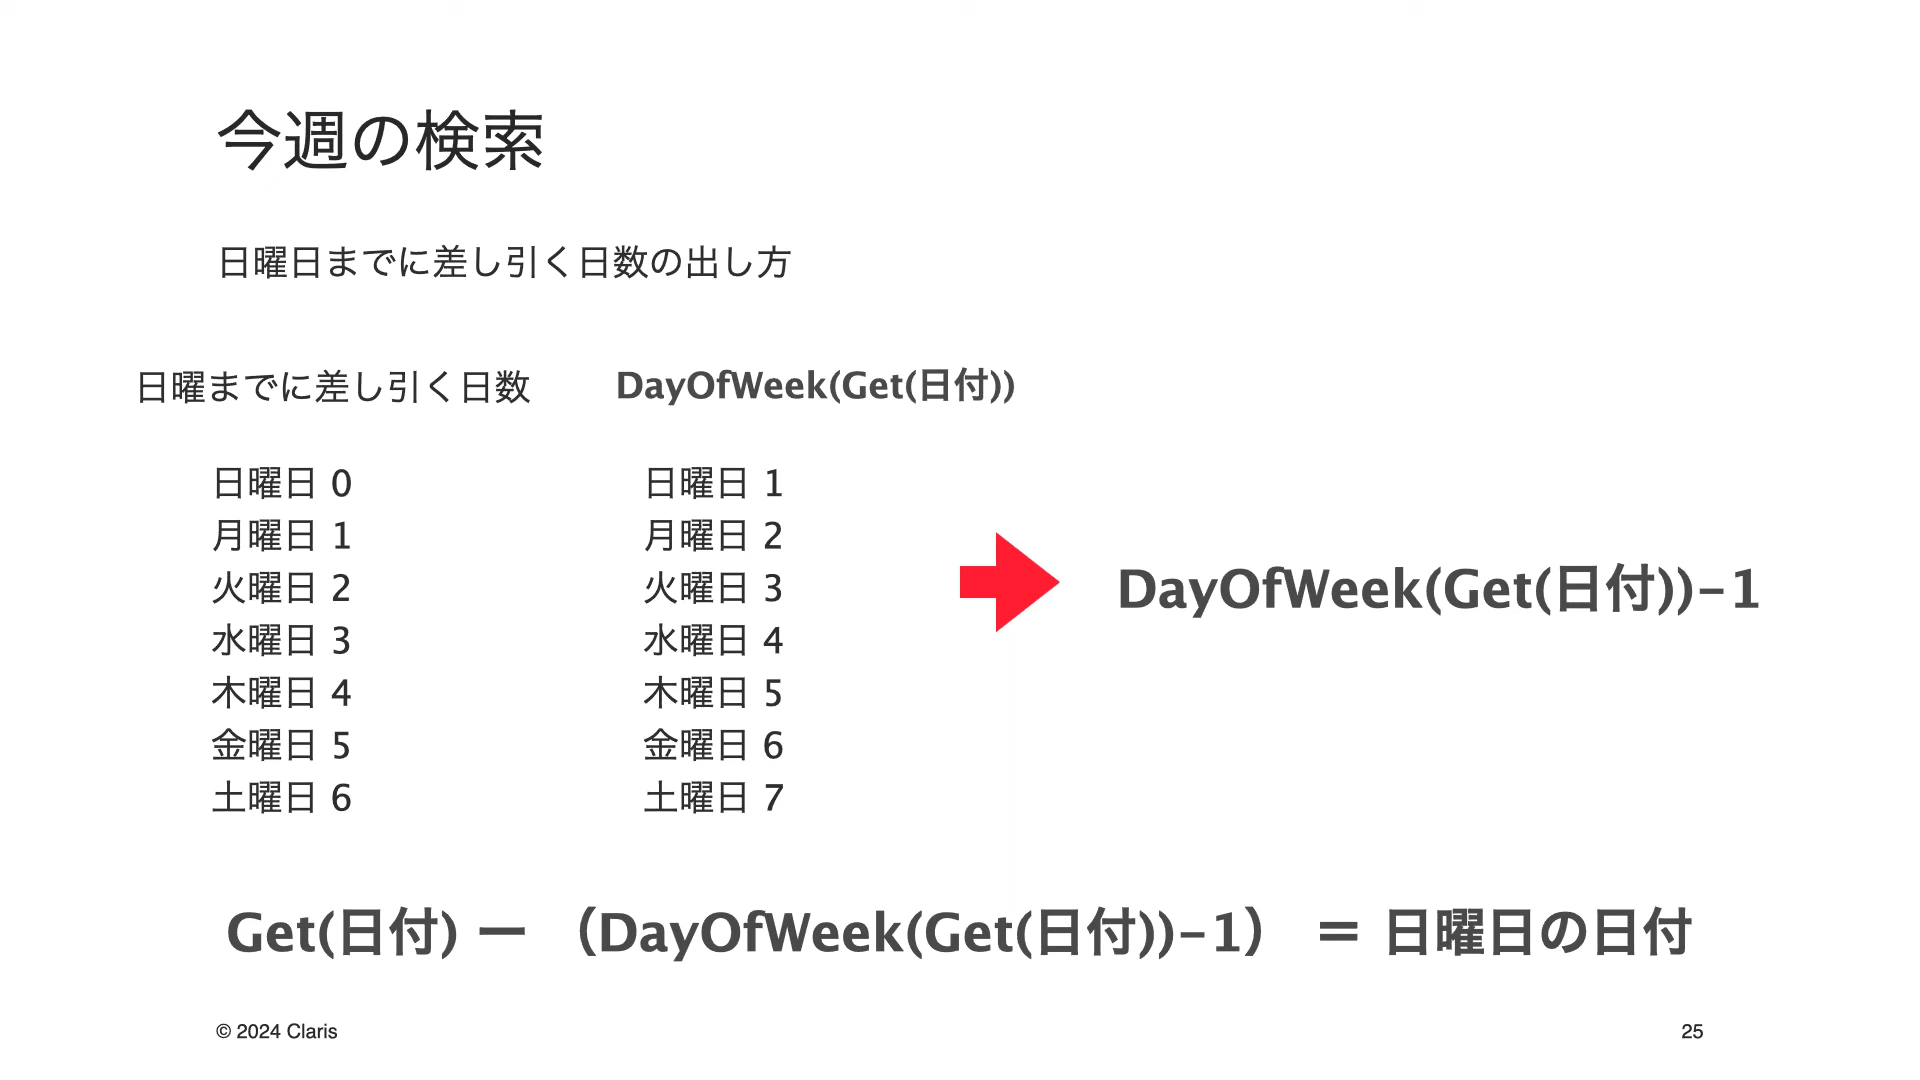 今週の検索
日曜日までに差し引く日数の出し方
日曜までに差し引く日数
DayOfWeek(Get(日付))
日曜日 0
月曜日 1
火曜日 2
水曜日 3
木曜日 4
金曜日 5
土曜日 6
日曜日 1
月曜日 2
火曜日 3
水曜日 4
木曜日 5
金曜日 6
土曜日 7
DayOfWeek(Get(日付))-1
Get(日付) ー （DayOfWeek(Get(日付))-1） ＝ 日曜日の日付
© 2024 Claris
25